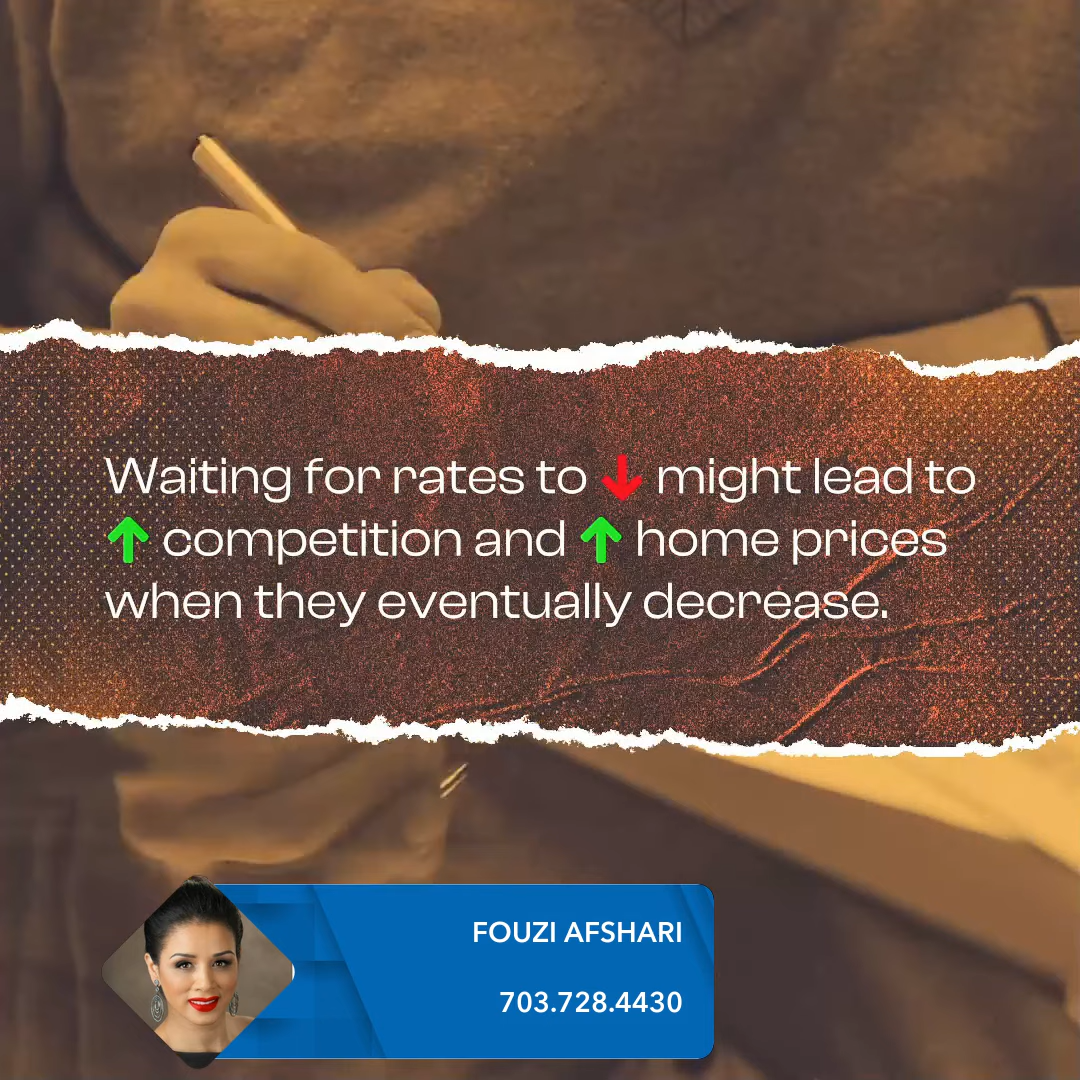 Waiting for rates to ↓ might lead to
↑ competition and ↑ home prices
when they eventually decrease.
FOUZI AFSHARI
703.728.4430